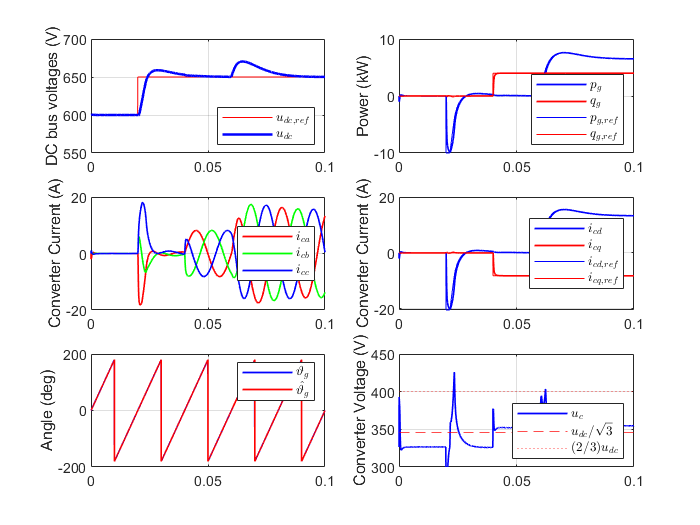 DC bus voltages (V)
700
650
600
550
0
0.05
0.1
u_{dc,ref}
u_{dc}
Power (kW)
10
0
-10
0
0.05
0.1
p_g
q_g
p_{g,ref}
q_{g,ref}
Converter Current (A)
20
0
-20
0
0.05
0.1
i_{ca}
i_{cb}
i_{cc}
Converter Current (A)
20
0
-20
0
0.05
0.1
i_{cd}
i_{cq}
i_{cd,ref}
i_{cq,ref}
Angle (deg)
200
0
-200
0
0.05
0.1
ϑ_g
ϑ̂_g
Converter Voltage (V)
450
400
350
300
0
0.05
0.1
u_c
u_{dc}/√3
(2/3)u_{dc}